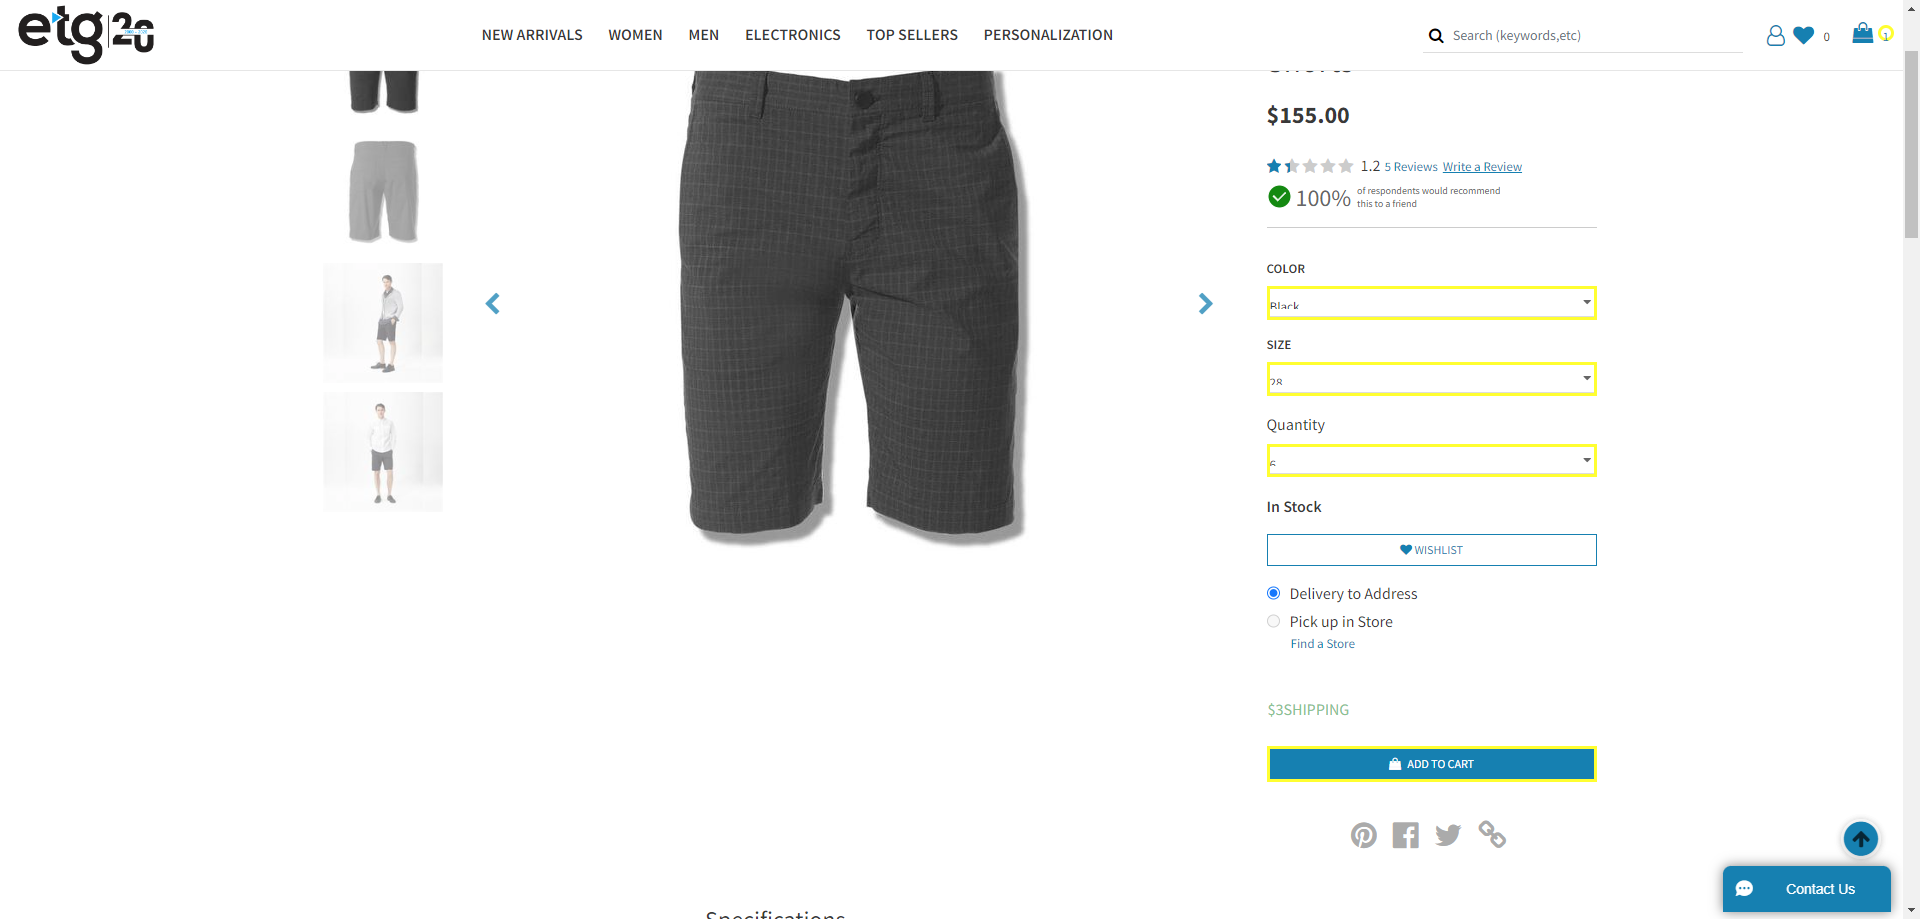 etg 20
NEW ARRIVALS WOMEN MEN ELECTRONICS TOP SELLERS PERSONALIZATION
Search (keywords,etc)
0
1
Shorts
$155.00
1.2 5 Reviews Write a Review
100% of respondents would recommend
this to a friend
COLOR
Black
SIZE
28
Quantity
6
In Stock
WISHLIST
Delivery to Address
Pick up in Store
Find a Store
$3SHIPPING
ADD TO CART
Contact Us
Specifications